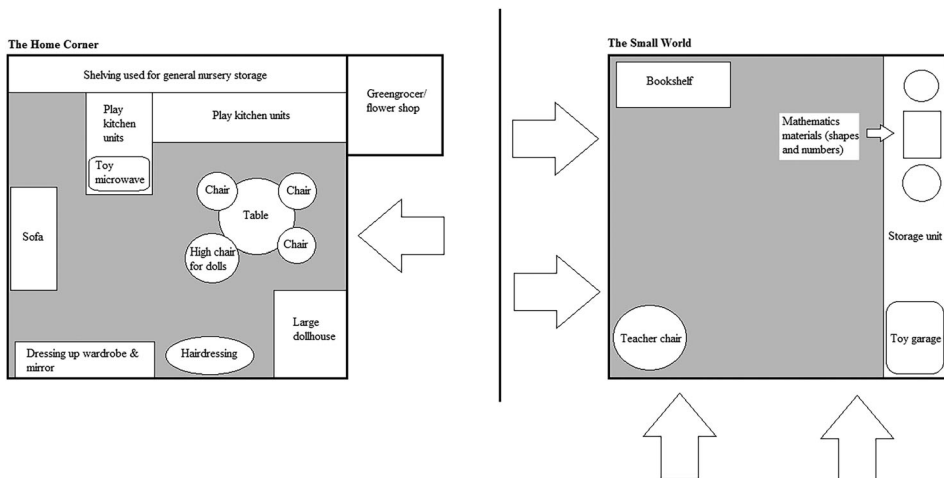 The Home Corner
Shelving used for general nursery storage
Greengrocer/
flower shop
Play
kitchen
units
Play kitchen units
Toy
microwave
Chair
Chair
Table
Sofa
Chair
High chair
for dolls
Large
dollhouse
Dressing up wardrobe &
mirror
Hairdressing
The Small World
Bookshelf
Mathematics
materials (shapes
and numbers)
Storage unit
Teacher chair
Toy garage